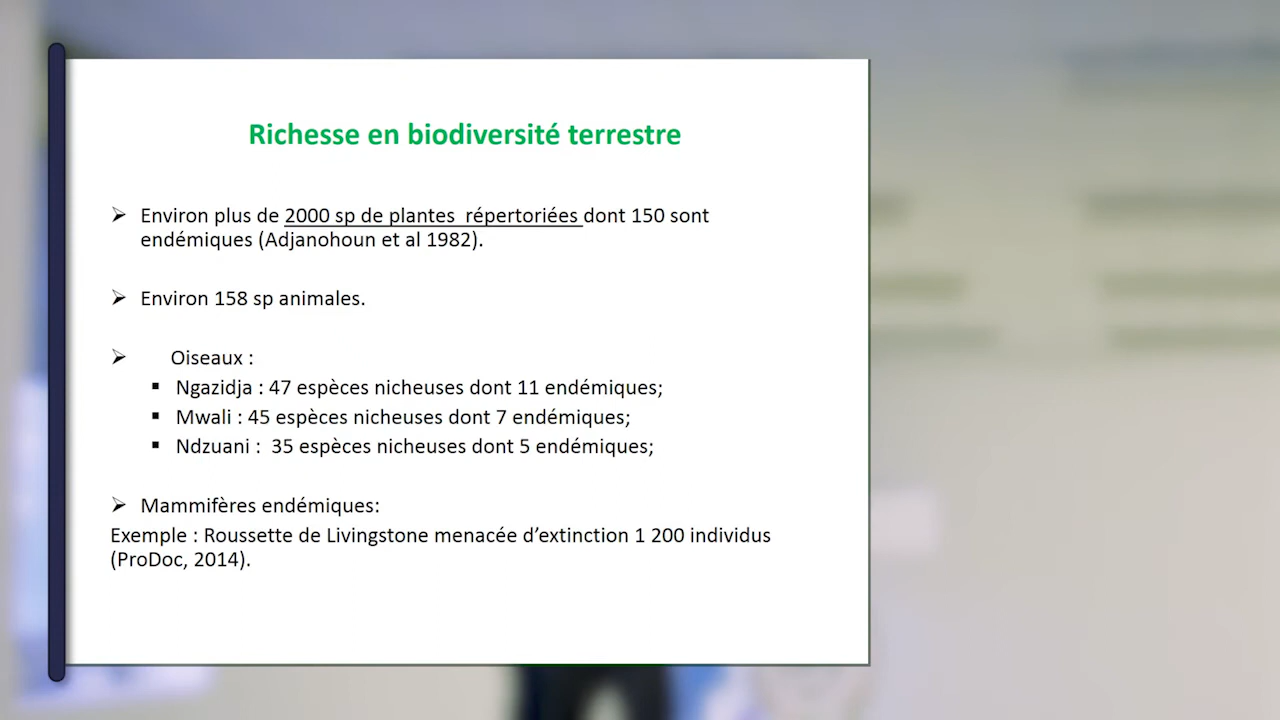 Richesse en biodiversité terrestre
➢ Environ plus de 2000 sp de plantes répertoriées dont 150 sont
endémiques (Adjanohoun et al 1982).
➢ Environ 158 sp animales.
➢ Oiseaux :
▪ Ngazidja : 47 espèces nicheuses dont 11 endémiques;
▪ Mwali : 45 espèces nicheuses dont 7 endémiques;
▪ Ndzuani : 35 espèces nicheuses dont 5 endémiques;
➢ Mammifères endémiques:
Exemple : Roussette de Livingstone menacée d’extinction 1 200 individus
(ProDoc, 2014).